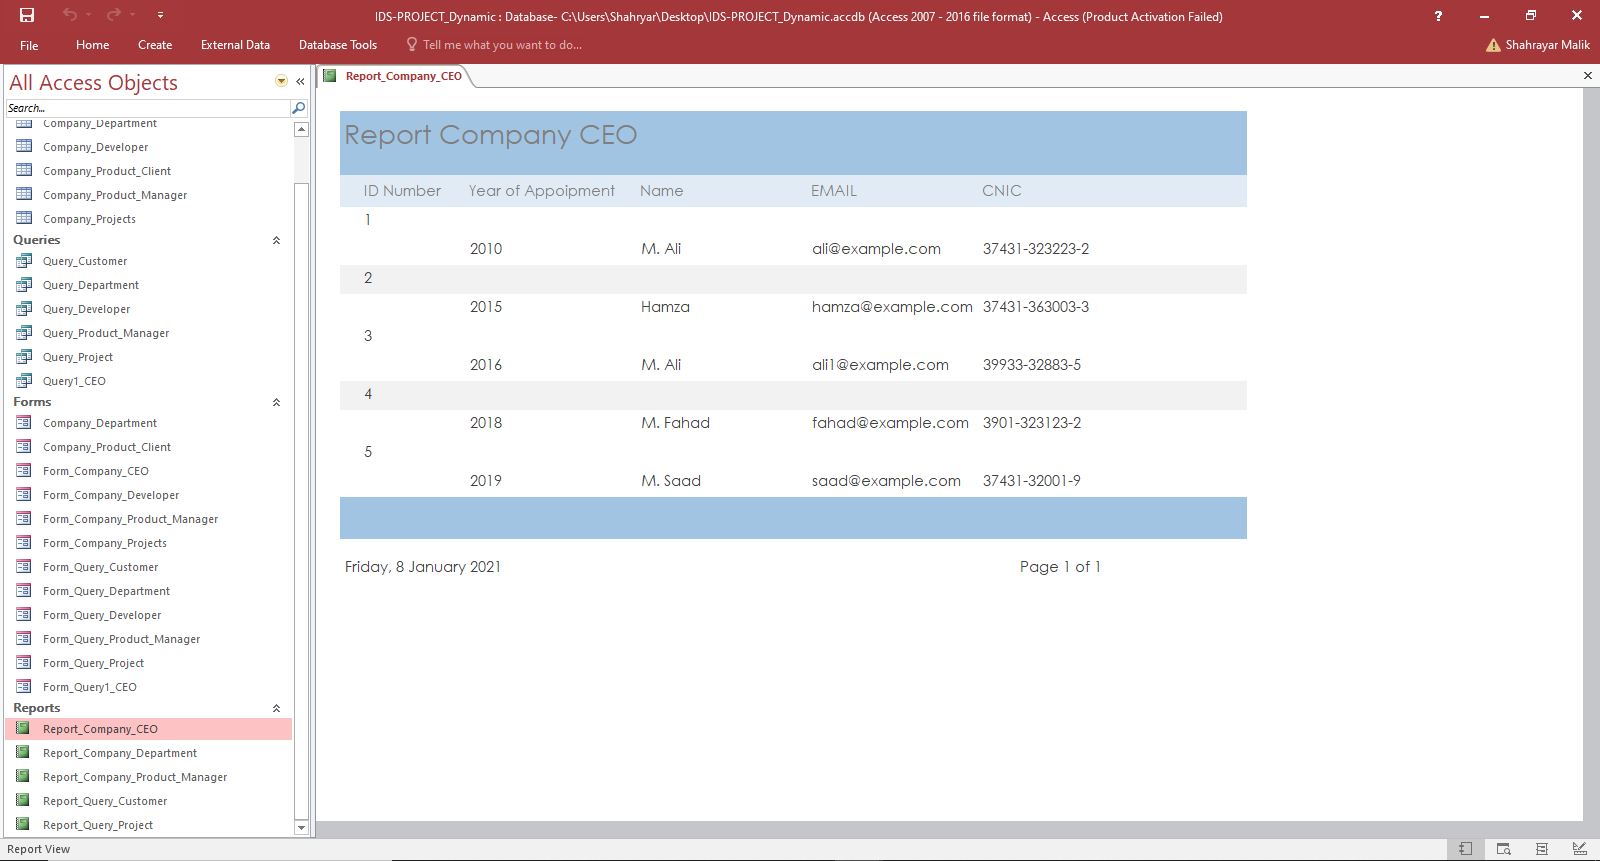 IDS-PROJECT_Dynamic : Database- C:\Users\Shahryar\Desktop\IDS-PROJECT_Dynamic.accdb (Access 2007 - 2016 file format) - Access (Product Activation Failed)
?
File Home Create External Data Database Tools Tell me what you want to do... Shahrayar Malik
All Access Objects
Search...
Company_Department
Company_Developer
Company_Product_Client
Company_Product_Manager
Company_Projects
Queries
Query_Customer
Query_Department
Query_Developer
Query_Product_Manager
Query_Project
Query1_CEO
Forms
Company_Department
Company_Product_Client
Form_Company_CEO
Form_Company_Developer
Form_Company_Product_Manager
Form_Company_Projects
Form_Query_Customer
Form_Query_Department
Form_Query_Developer
Form_Query_Product_Manager
Form_Query_Project
Form_Query1_CEO
Reports
Report_Company_CEO
Report_Company_Department
Report_Company_Product_Manager
Report_Query_Customer
Report_Query_Project
Report_Company_CEO
Report Company CEO
ID Number Year of Appoipment Name EMAIL CNIC
1
2010 M. Ali ali@example.com 37431-323223-2
2
2015 Hamza hamza@example.com 37431-363003-3
3
2016 M. Ali ali1@example.com 39933-32883-5
4
2018 M. Fahad fahad@example.com 3901-323123-2
5
2019 M. Saad saad@example.com 37431-32001-9
Friday, 8 January 2021 Page 1 of 1
Report View